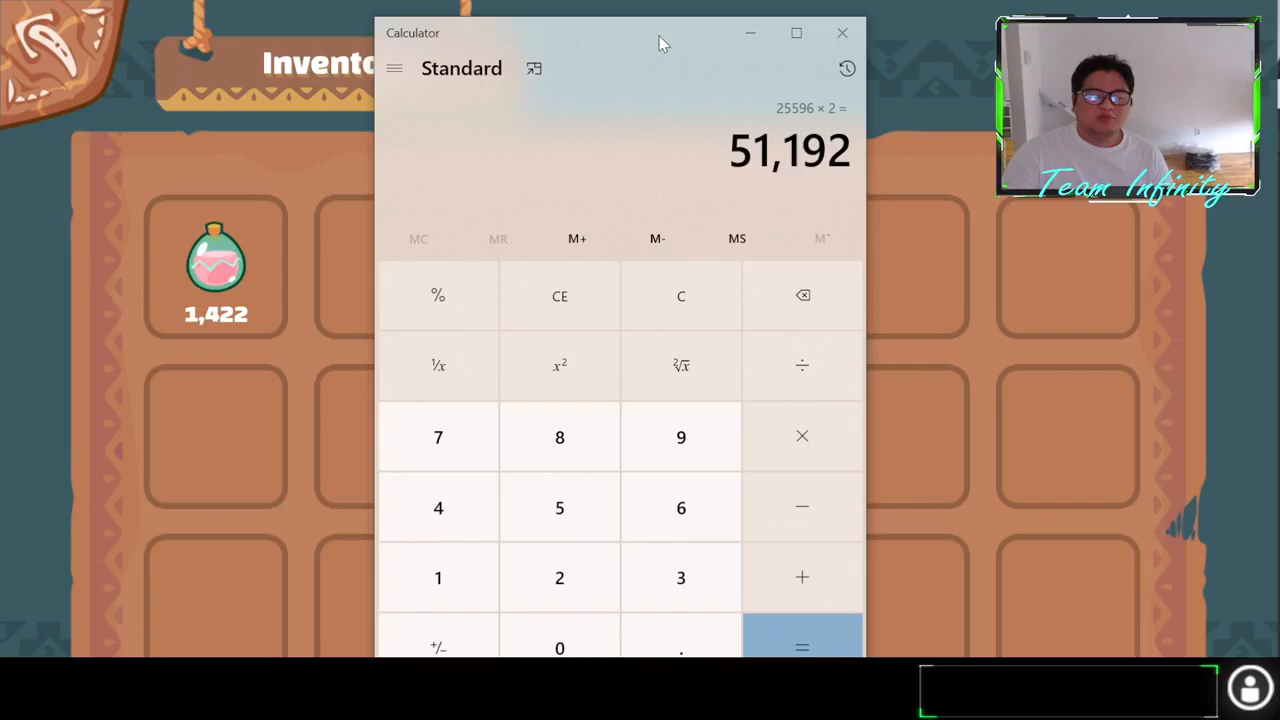 Calculator
Invento
Standard
25596 × 2 =
51,192
Team Infinity
MC MR M+ M- MS M˅
% CE C
1,422
¹/x x² ²√x ÷
7 8 9 ×
4 5 6 −
1 2 3 +
+/− 0 . =